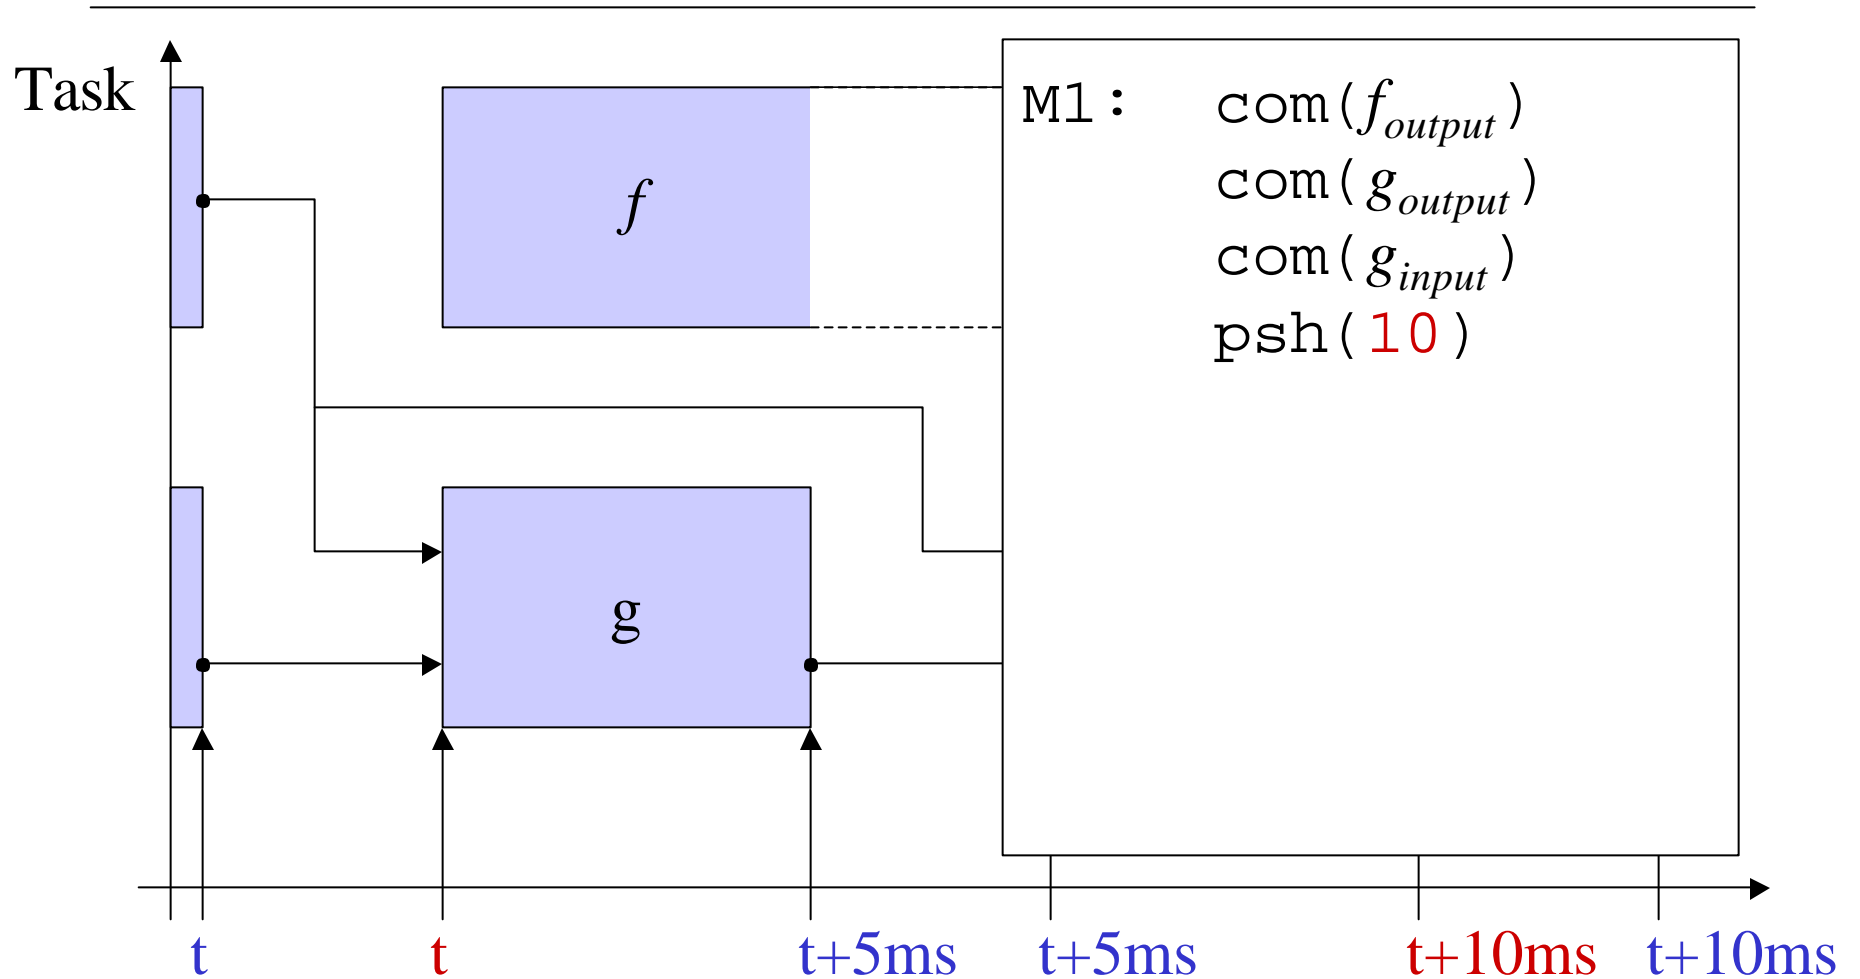 Task
f
g
M1: com(f_output)
com(g_output)
com(g_input)
psh(10)
t t t+5ms t+5ms t+10ms t+10ms